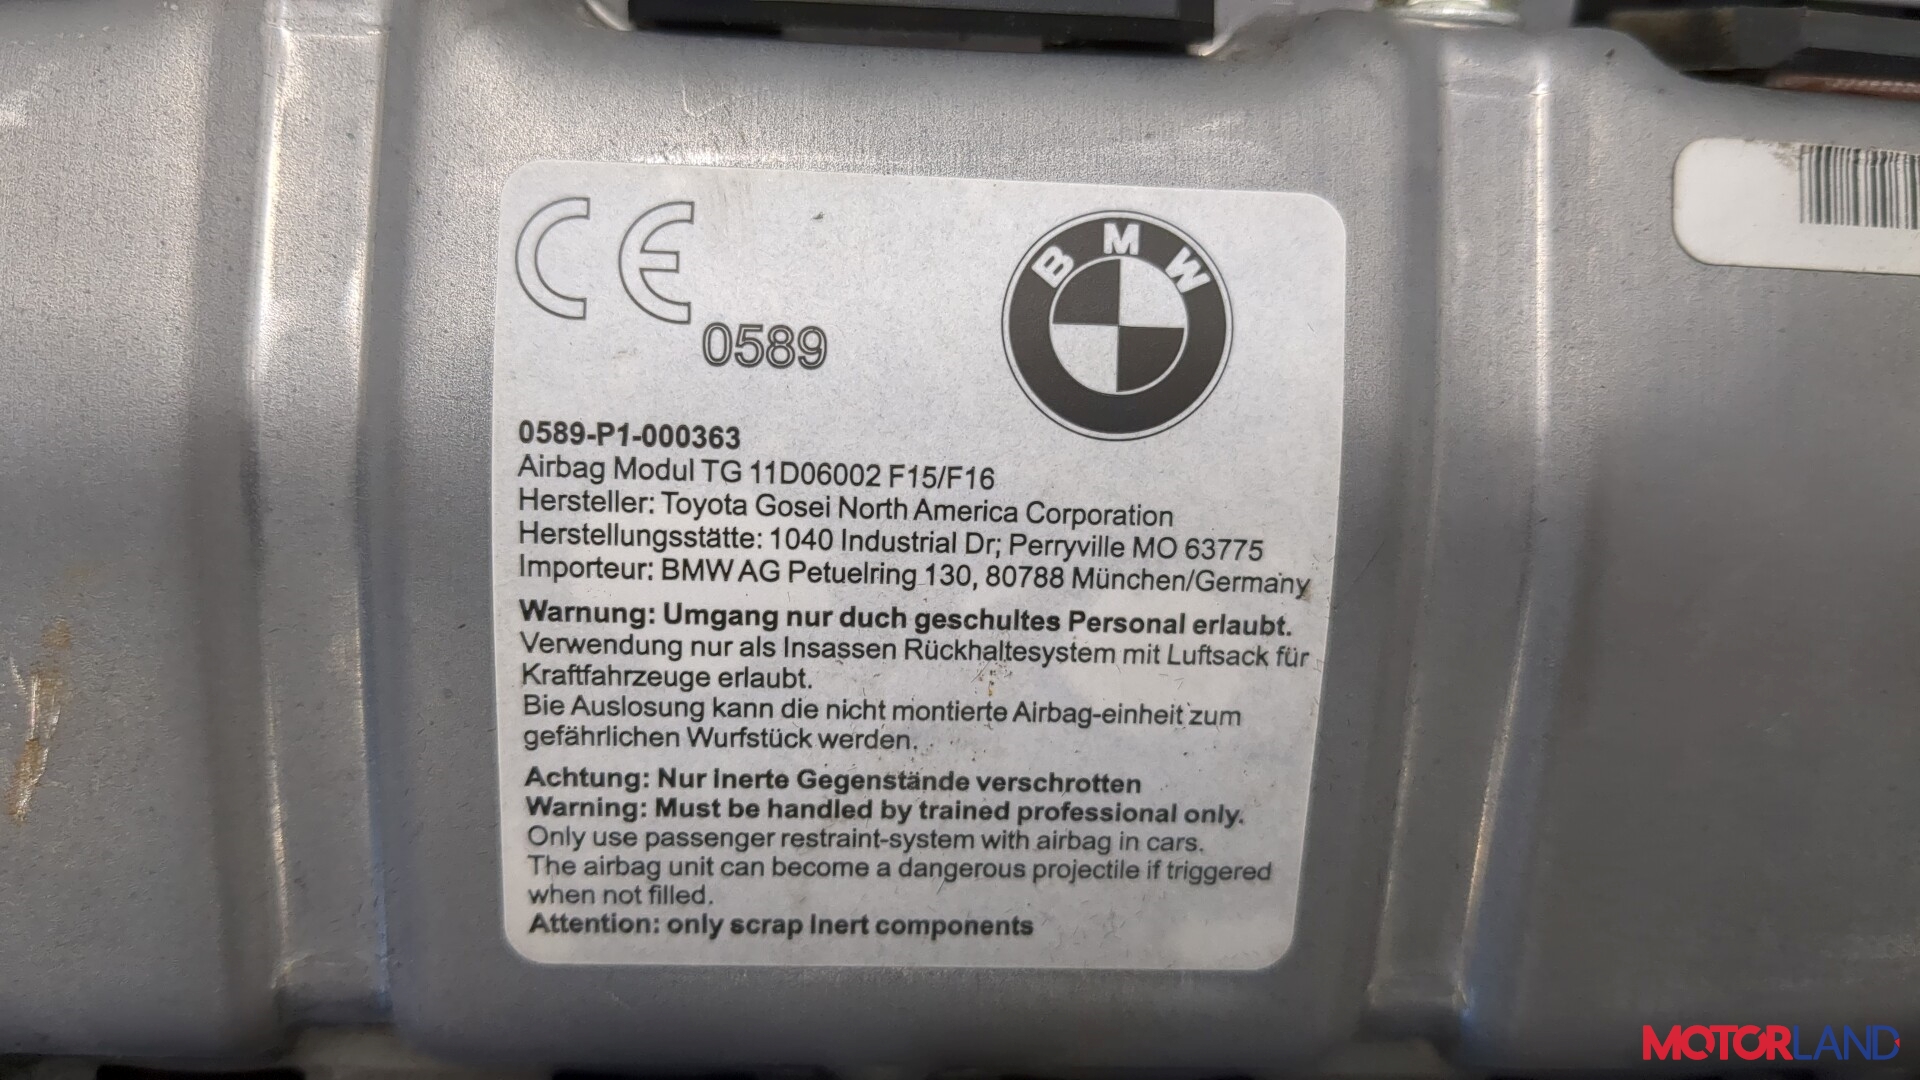 CE
0589
BMW
0589-P1-000363
Airbag Modul TG 11D06002 F15/F16
Hersteller: Toyota Gosei North America Corporation
Herstellungsstätte: 1040 Industrial Dr; Perryville MO 63775
Importeur: BMW AG Petuelring 130, 80788 München/Germany
Warnung: Umgang nur duch geschultes Personal erlaubt.
Verwendung nur als Insassen Rückhaltesystem mit Luftsack für
Kraftfahrzeuge erlaubt.
Bie Auslosung kann die nicht montierte Airbag-einheit zum
gefährlichen Wurfstück werden.
Achtung: Nur Inerte Gegenstände verschrotten
Warning: Must be handled by trained professional only.
Only use passenger restraint-system with airbag in cars.
The airbag unit can become a dangerous projectile if triggered
when not filled.
Attention: only scrap Inert components
MOTORLAND